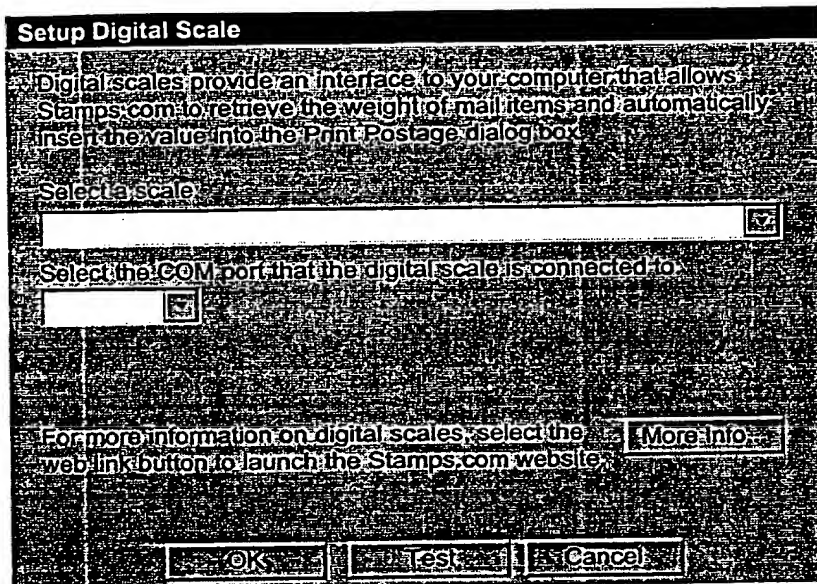 Setup Digital Scale
Digital scales provide an interface to your computer that allows
Stamps.com to retrieve the weight of mail items and automatically
insert the value into the Print Postage dialog box.
Select a scale:
Select the COM port that the digital scale is connected to:
For more information on digital scales, select the
web link button to launch the Stamps.com website.
More Info...
OK
Test
Cancel